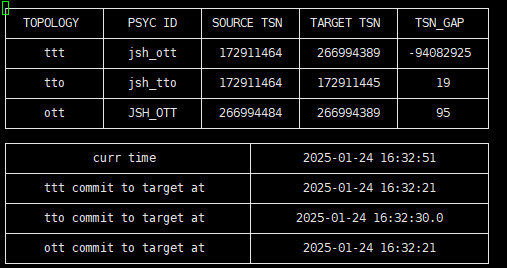 TOPOLOGY PSYC ID SOURCE TSN TARGET TSN TSN_GAP
ttt jsh_ott 172911464 266994389 -94082925
tto jsh_tto 172911464 172911445 19
ott JSH_OTT 266994484 266994389 95
curr time 2025-01-24 16:32:51
ttt commit to target at 2025-01-24 16:32:21
tto commit to target at 2025-01-24 16:32:30.0
ott commit to target at 2025-01-24 16:32:21